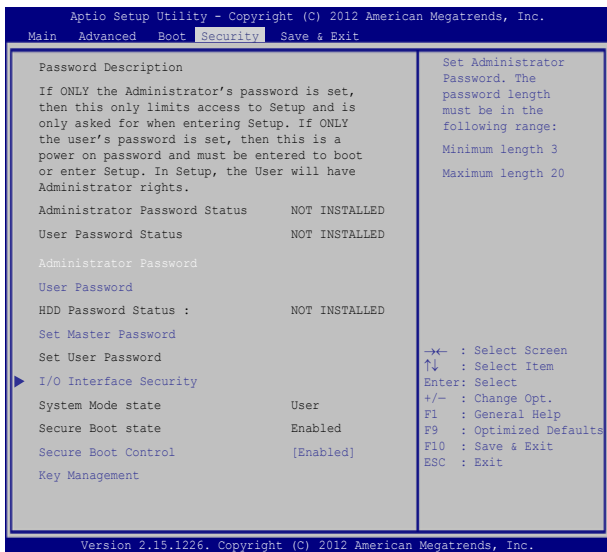 Aptio Setup Utility - Copyright (C) 2012 American Megatrends, Inc.
Main Advanced Boot Security Save & Exit
Password Description
If ONLY the Administrator's password is set,
then this only limits access to Setup and is
only asked for when entering Setup. If ONLY
the user's password is set, then this is a
power on password and must be entered to boot
or enter Setup. In Setup, the User will have
Administrator rights.
Administrator Password Status NOT INSTALLED
User Password Status NOT INSTALLED
Administrator Password
User Password
HDD Password Status : NOT INSTALLED
Set Master Password
Set User Password
I/O Interface Security
System Mode state User
Secure Boot state Enabled
Secure Boot Control [Enabled]
Key Management
Set Administrator
Password. The
password length
must be in the
following range:
Minimum length 3
Maximum length 20
→← : Select Screen
↑↓ : Select Item
Enter: Select
+/− : Change Opt.
F1 : General Help
F9 : Optimized Defaults
F10 : Save & Exit
ESC : Exit
Version 2.15.1226. Copyright (C) 2012 American Megatrends, Inc.